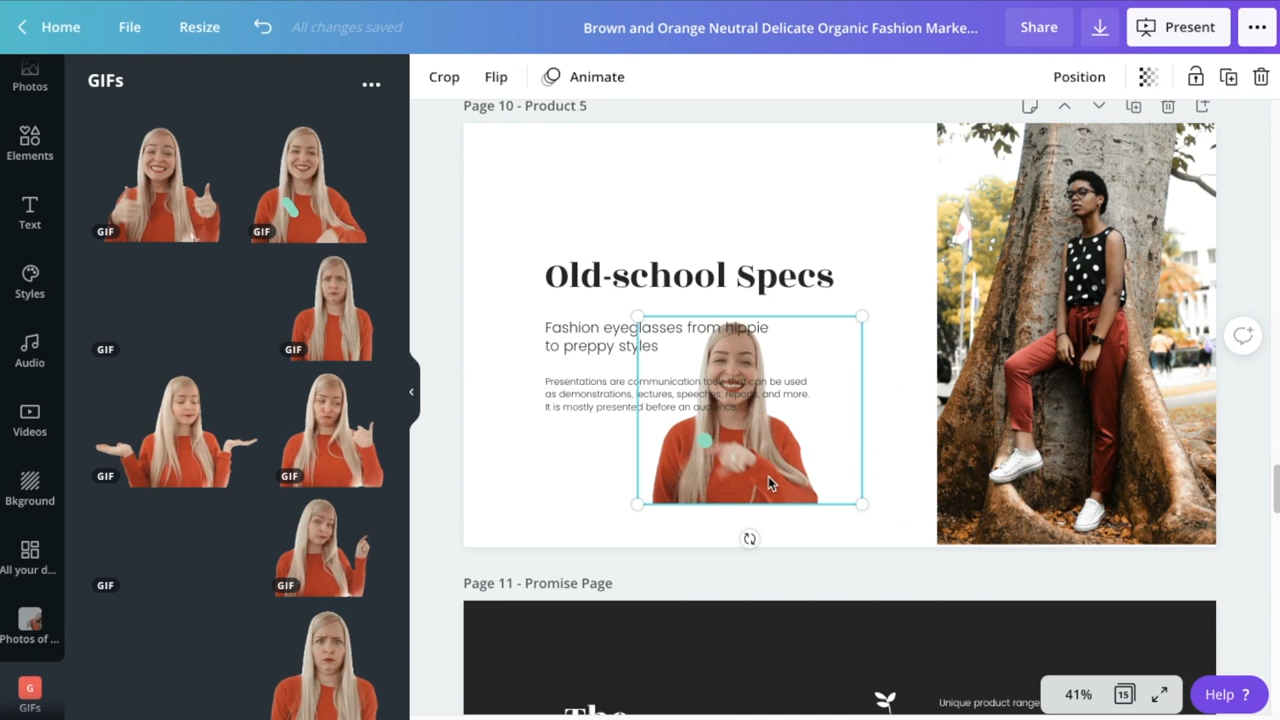 Home
File
Resize
All changes saved
Brown and Orange Neutral Delicate Organic Fashion Marke...
Share
Present
Photos
Elements
Text
Styles
Audio
Videos
Bkground
All your d...
Photos of ...
G
GIFs
GIFs
GIF
GIF
GIF
GIF
GIF
GIF
GIF
GIF
Crop
Flip
Animate
Position
Page 10 - Product 5
Old-school Specs
Fashion eyeglasses from hippie
to preppy styles
Presentations are communication tools that can be used
as demonstrations, lectures, speeches, reports, and more.
It is mostly presented before an audience.
Page 11 - Promise Page
The
Unique product range
41%
15
Help ?